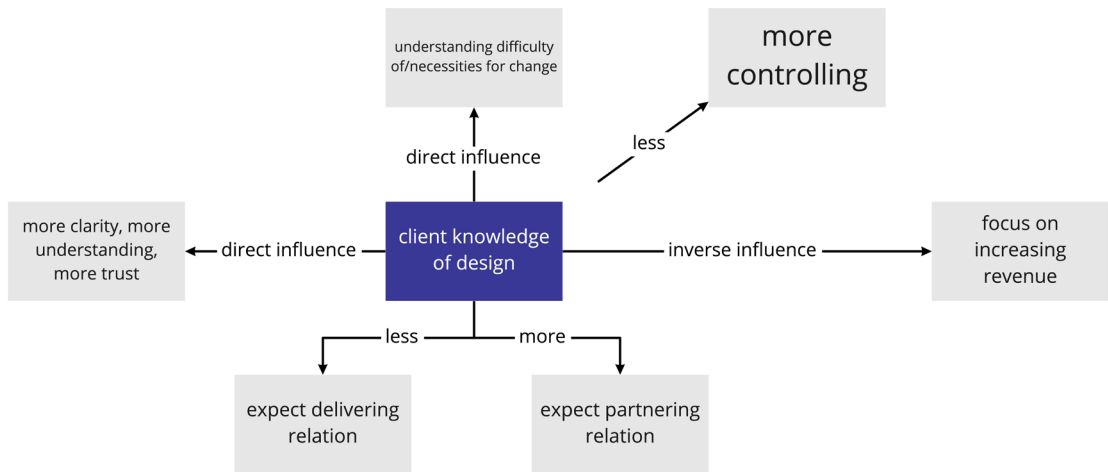 understanding difficulty
of/necessities for change
more
controlling
less
direct influence
more clarity, more
understanding,
more trust
direct influence
client knowledge
of design
inverse influence
focus on
increasing
revenue
less
more
expect delivering
relation
expect partnering
relation